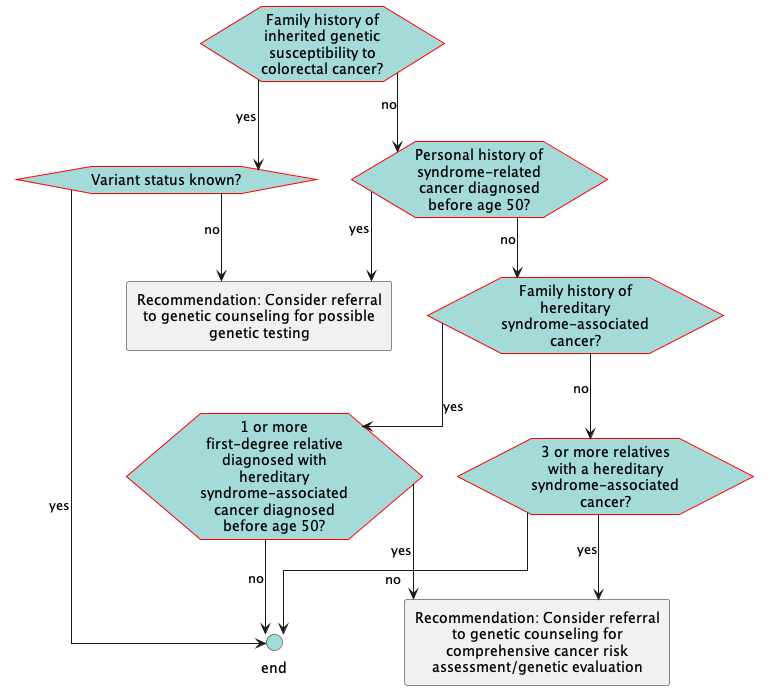 Family history of
inherited genetic
susceptibility to
colorectal cancer?
yes
no
Variant status known?
Personal history of
syndrome-related
cancer diagnosed
before age 50?
no
yes
no
Recommendation: Consider referral
to genetic counseling for possible
genetic testing
Family history of
hereditary
syndrome-associated
cancer?
yes
no
1 or more
first-degree relative
diagnosed with
hereditary
syndrome-associated
cancer diagnosed
before age 50?
3 or more relatives
with a hereditary
syndrome-associated
cancer?
yes
no
yes
no
yes
Recommendation: Consider referral
to genetic counseling for
comprehensive cancer risk
assessment/genetic evaluation
end